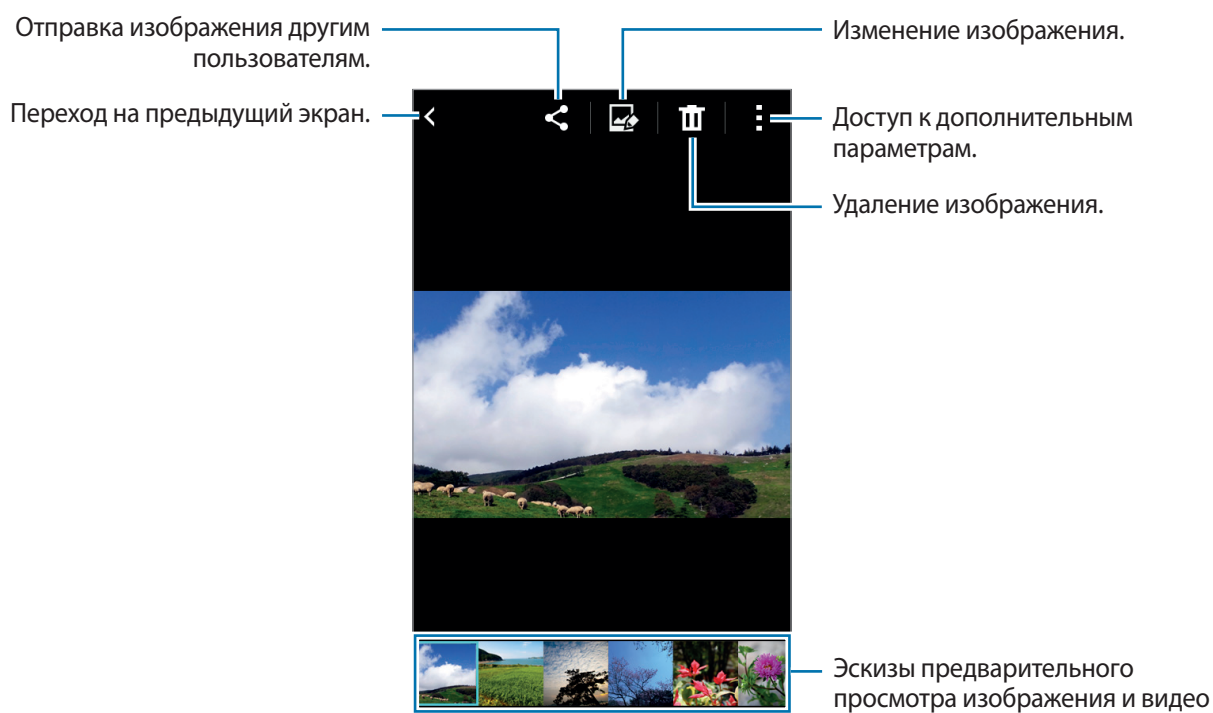 Отправка изображения другим
пользователям.
Переход на предыдущий экран.
Изменение изображения.
Доступ к дополнительным
параметрам.
Удаление изображения.
Эскизы предварительного
просмотра изображения и видео